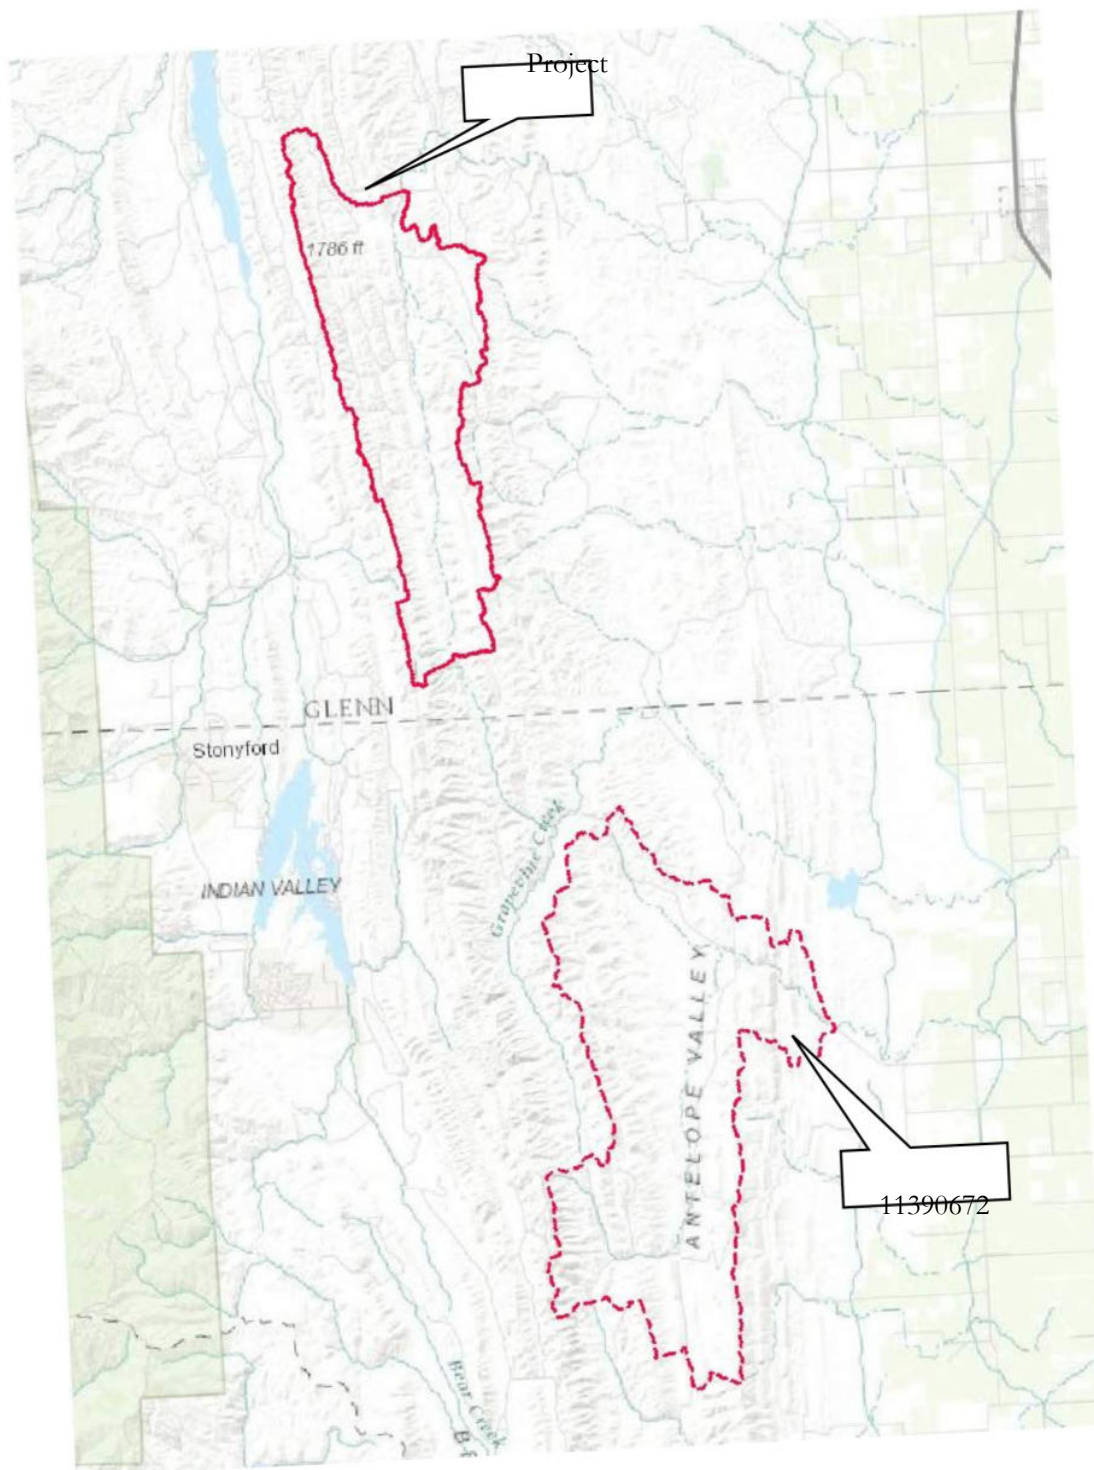 Project
1786 ft
GLENN
Stonyford
Grapevine Creek
INDIAN VALLEY
ANTELOPE VALLEY
11390672
Bear Creek